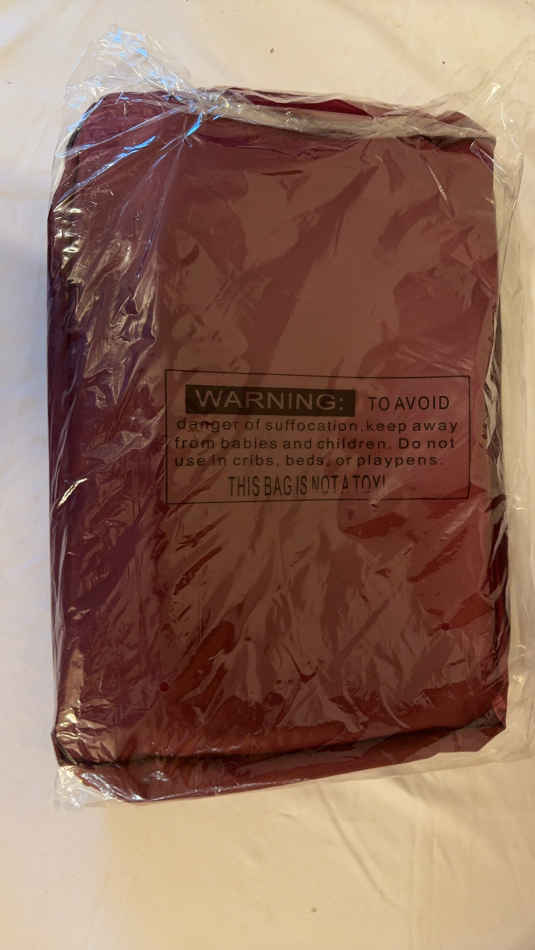 WARNING: TO AVOID
danger of suffocation,keep away
from babies and children. Do not
use in cribs, beds, or playpens.
THIS BAG IS NOT A TOY!